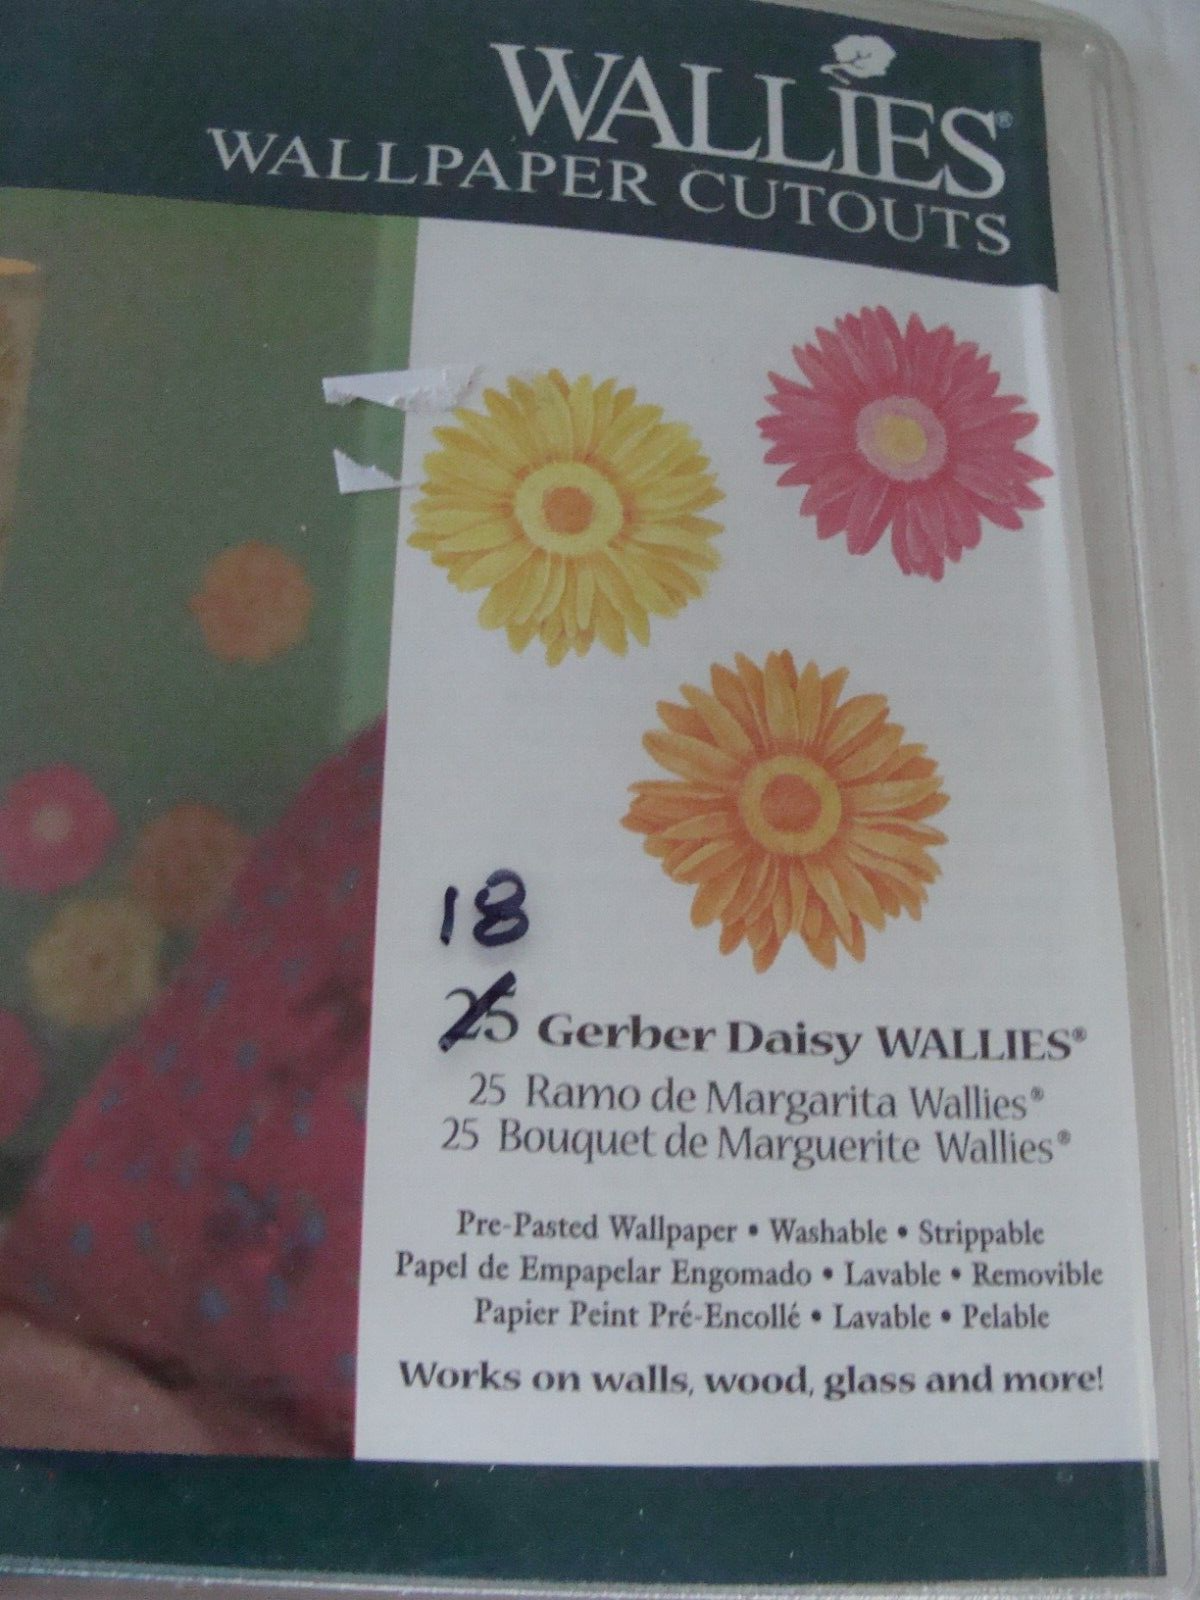 WALLIES®
WALLPAPER CUTOUTS
18
25 Gerber Daisy WALLIES®
25 Ramo de Margarita Wallies®
25 Bouquet de Marguerite Wallies®
Pre-Pasted Wallpaper • Washable • Strippable
Papel de Empapelar Engomado • Lavable • Removible
Papier Peint Pré-Encollé • Lavable • Pelable
Works on walls, wood, glass and more!